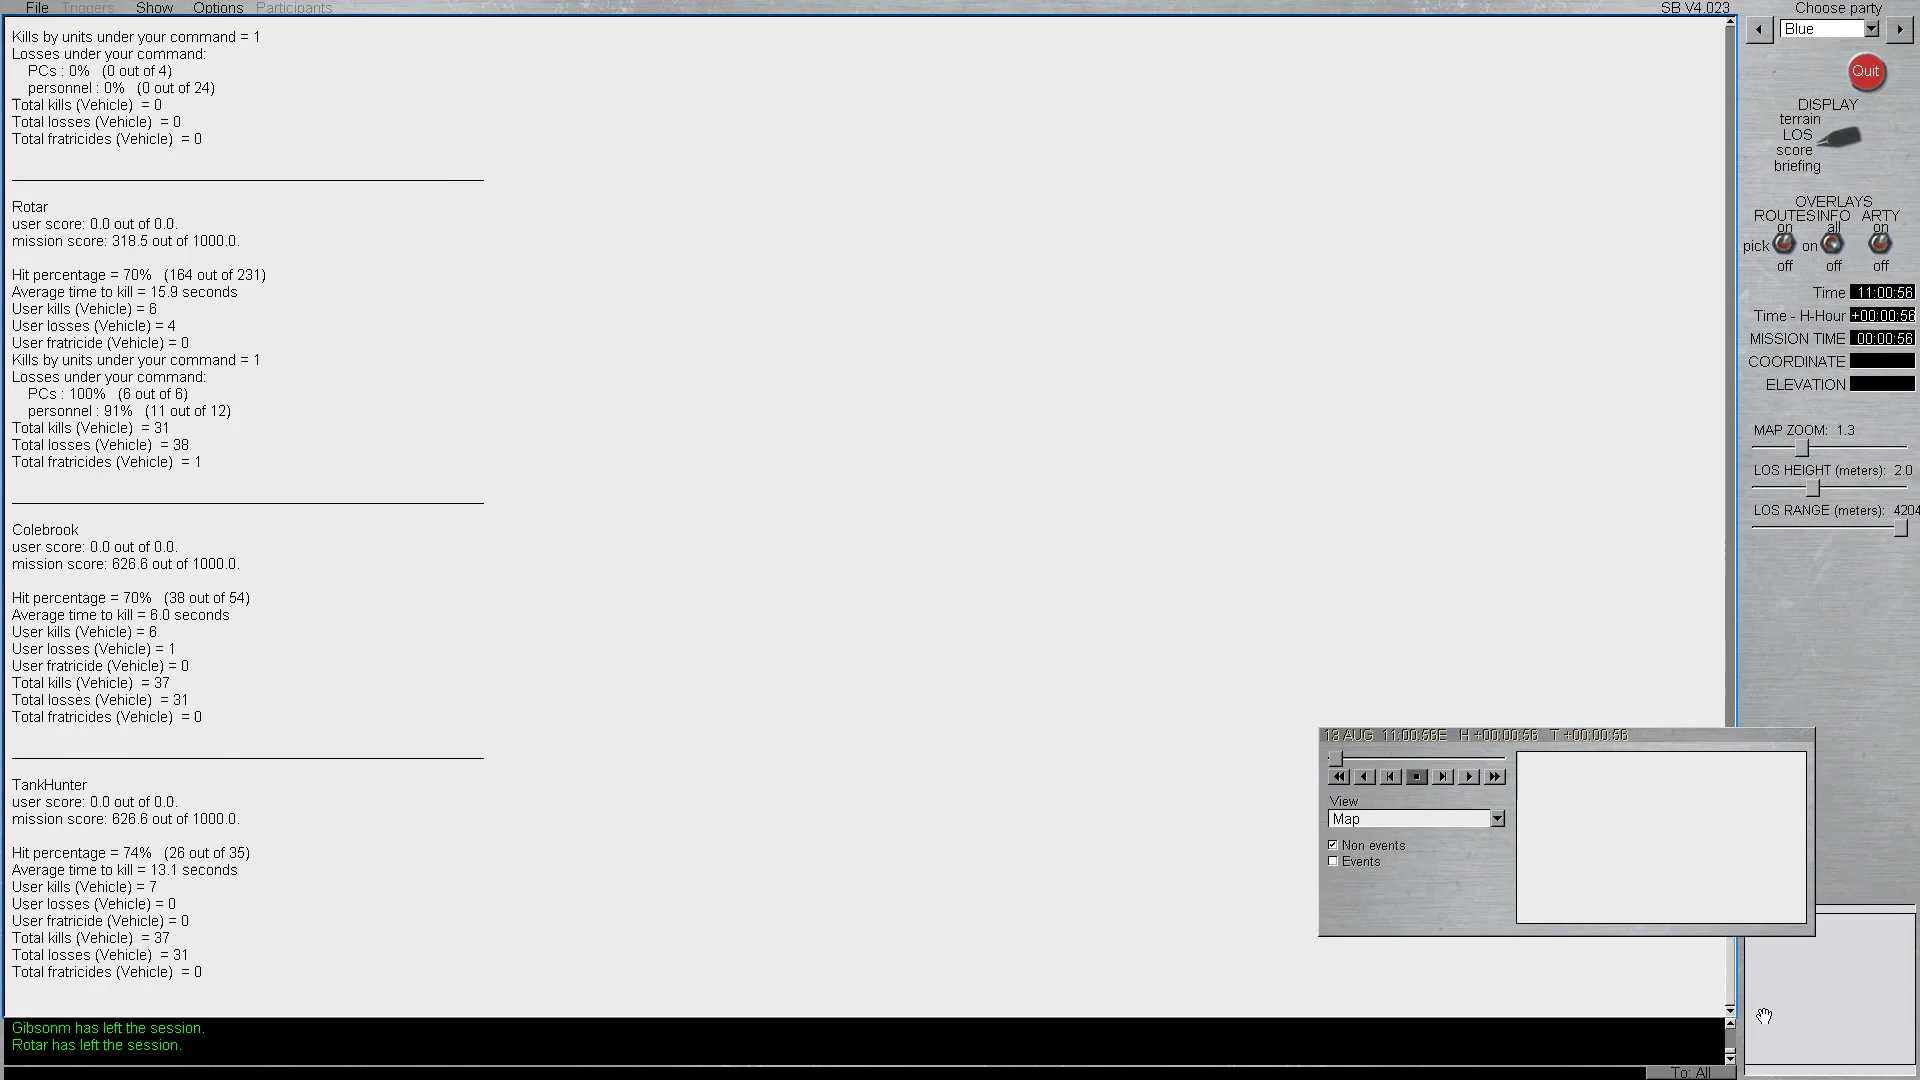 File Triggers Show Options Participants SB V4.023 Choose party
Blue
Quit
Kills by units under your command = 1
Losses under your command:
PCs : 0% (0 out of 4)
personnel : 0% (0 out of 24)
Total kills (Vehicle) = 0
Total losses (Vehicle) = 0
Total fratricides (Vehicle) = 0
Rotar
user score: 0.0 out of 0.0.
mission score: 318.5 out of 1000.0.
Hit percentage = 70% (164 out of 231)
Average time to kill = 15.9 seconds
User kills (Vehicle) = 6
User losses (Vehicle) = 4
User fratricide (Vehicle) = 0
Kills by units under your command = 1
Losses under your command:
PCs : 100% (6 out of 6)
personnel : 91% (11 out of 12)
Total kills (Vehicle) = 31
Total losses (Vehicle) = 38
Total fratricides (Vehicle) = 1
Colebrook
user score: 0.0 out of 0.0.
mission score: 626.6 out of 1000.0.
Hit percentage = 70% (38 out of 54)
Average time to kill = 6.0 seconds
User kills (Vehicle) = 6
User losses (Vehicle) = 1
User fratricide (Vehicle) = 0
Total kills (Vehicle) = 37
Total losses (Vehicle) = 31
Total fratricides (Vehicle) = 0
TankHunter
user score: 0.0 out of 0.0.
mission score: 626.6 out of 1000.0.
Hit percentage = 74% (26 out of 35)
Average time to kill = 13.1 seconds
User kills (Vehicle) = 7
User losses (Vehicle) = 0
User fratricide (Vehicle) = 0
Total kills (Vehicle) = 37
Total losses (Vehicle) = 31
Total fratricides (Vehicle) = 0
Gibsonm has left the session.
Rotar has left the session.
To: All
DISPLAY
terrain
LOS
score
briefing
OVERLAYS
ROUTES INFO ARTY
on all on
pick on
off off off
Time 11:00:56
Time - H-Hour +00:00:56
MISSION TIME 00:00:56
COORDINATE
ELEVATION
MAP ZOOM: 1.3
LOS HEIGHT (meters): 2.0
LOS RANGE (meters): 4204
13 AUG 11:00:56E H +00:00:56 T +00:00:56
View
Map
Non events
Events